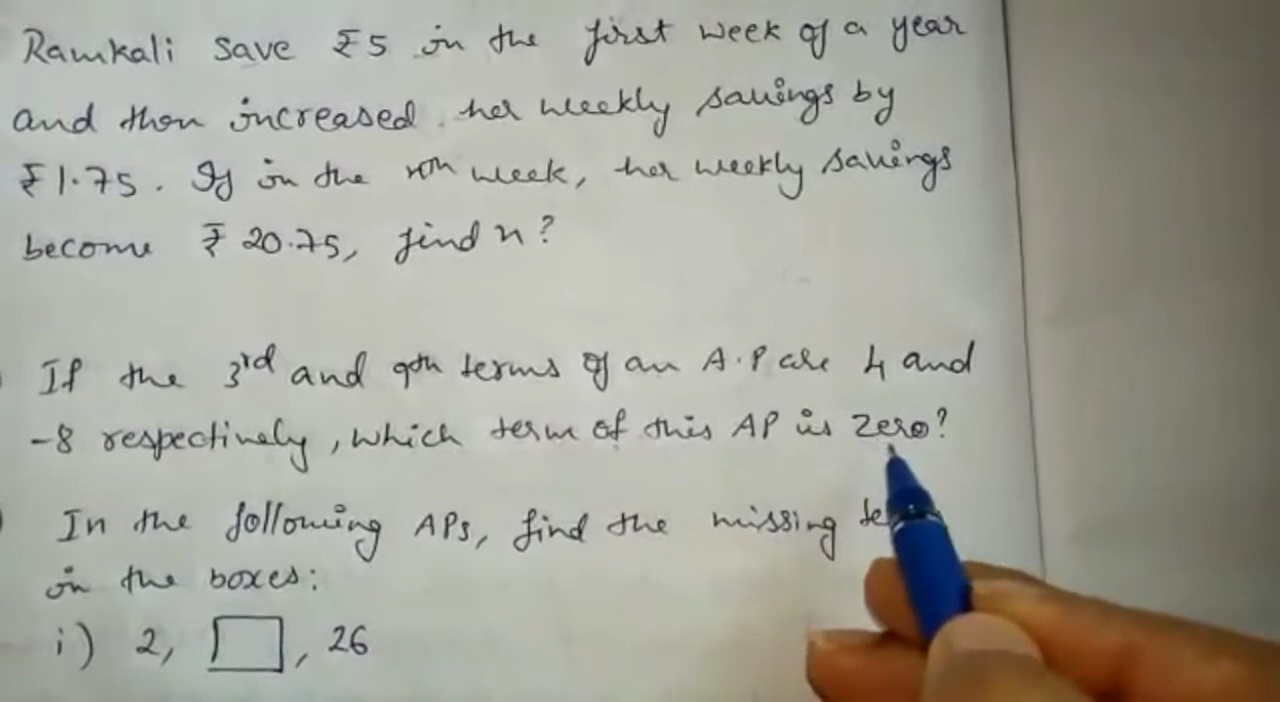 Ramkali save ₹5 in the first week of a year
and then increased her weekly savings by
₹1.75. If in the nth week, her weekly savings
become ₹20.75, find n?
If the 3rd and 9th terms of an A.P are 4 and
-8 respectively, which term of this AP is zero?
In the following APs, find the missing
in the boxes:
i) 2, , 26